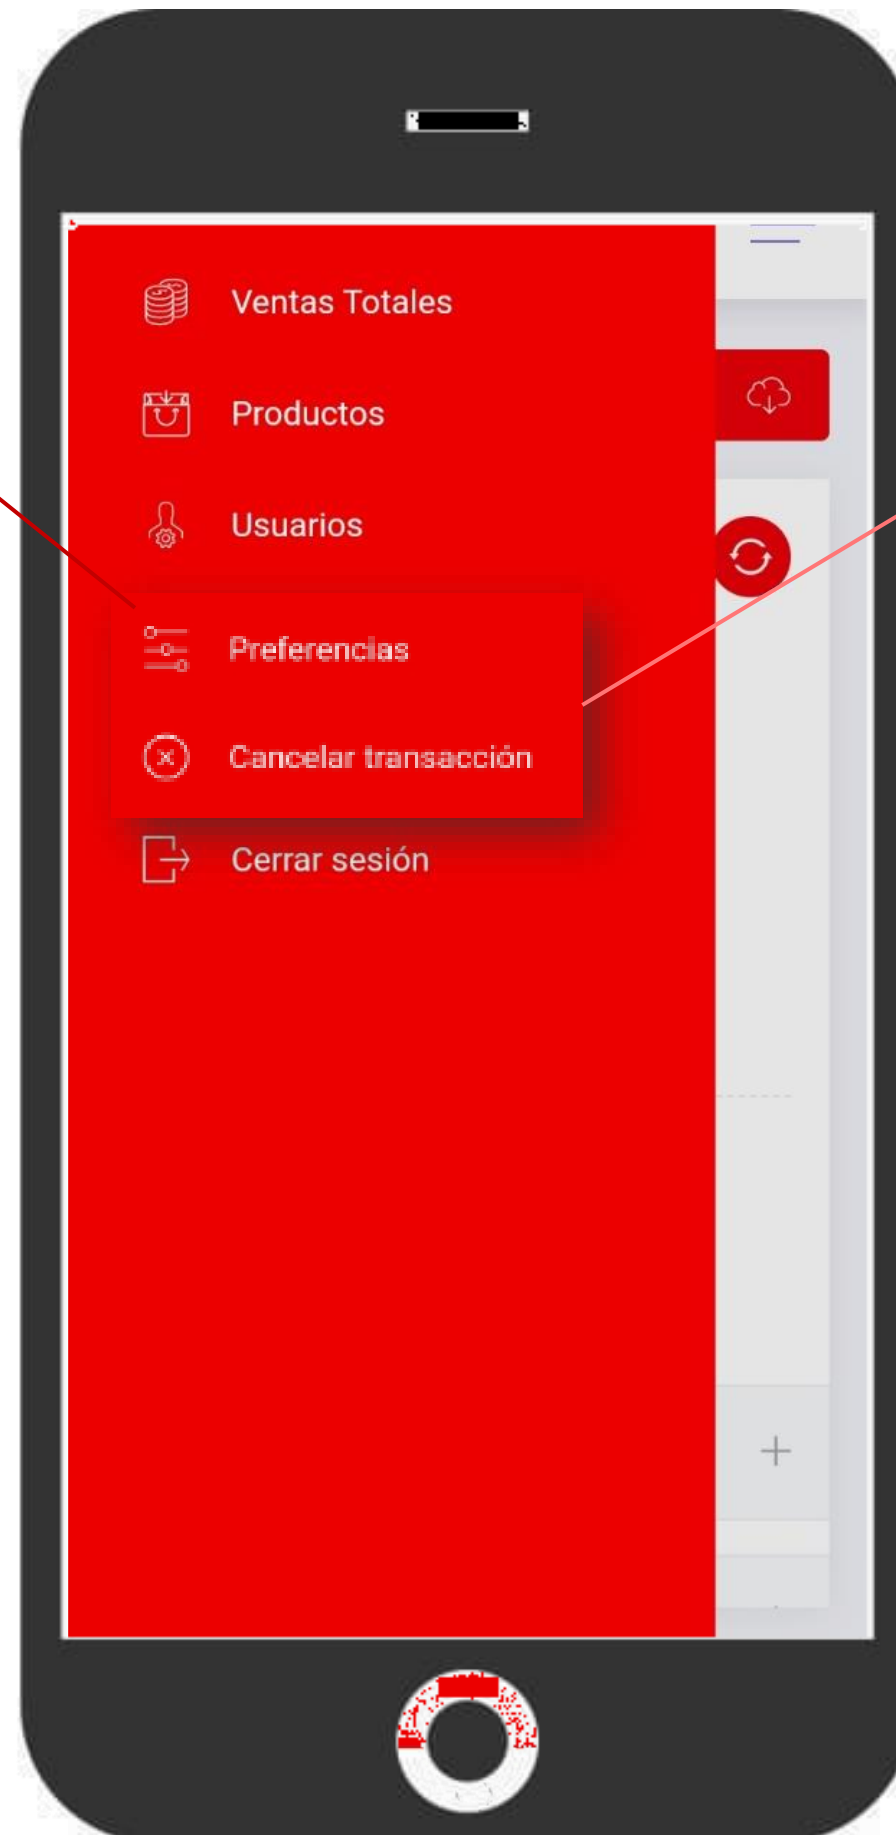 Ventas Totales
Productos
Usuarios
Preferencias
Cancelar transacción
Cerrar sesión